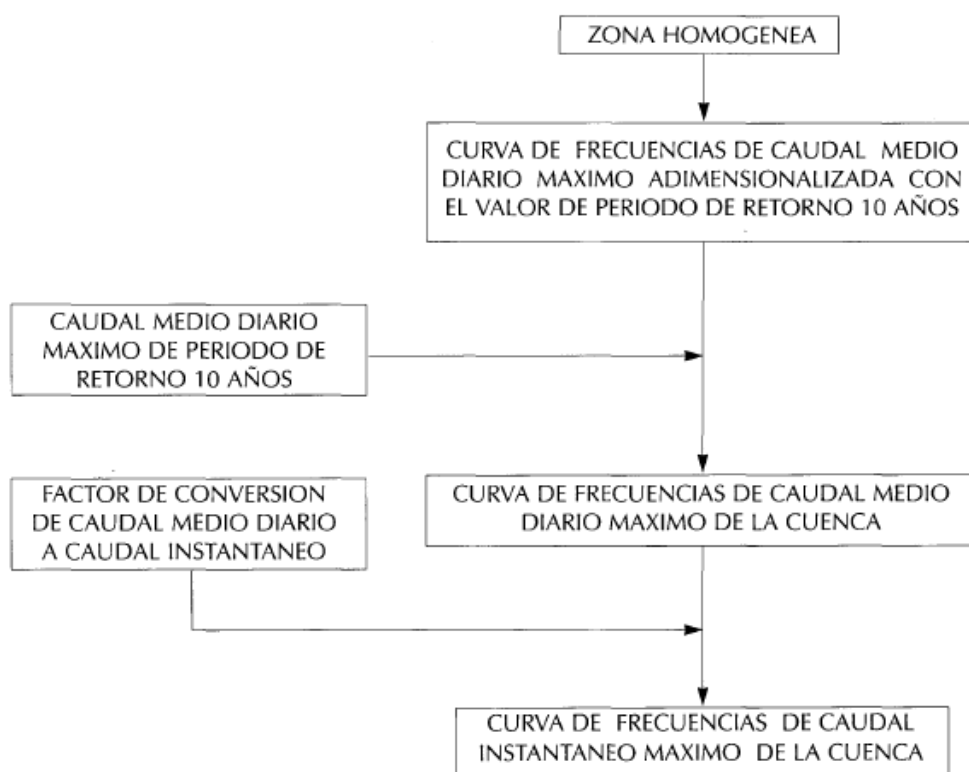 ZONA HOMOGENEA
CURVA DE FRECUENCIAS DE CAUDAL MEDIO
DIARIO MAXIMO ADIMENSIONALIZADA CON
EL VALOR DE PERIODO DE RETORNO 10 AÑOS
CAUDAL MEDIO DIARIO
MAXIMO DE PERIODO DE
RETORNO 10 AÑOS
CURVA DE FRECUENCIAS DE CAUDAL MEDIO
DIARIO MAXIMO DE LA CUENCA
FACTOR DE CONVERSION
DE CAUDAL MEDIO DIARIO
A CAUDAL INSTANTANEO
CURVA DE FRECUENCIAS DE CAUDAL
INSTANTANEO MAXIMO DE LA CUENCA